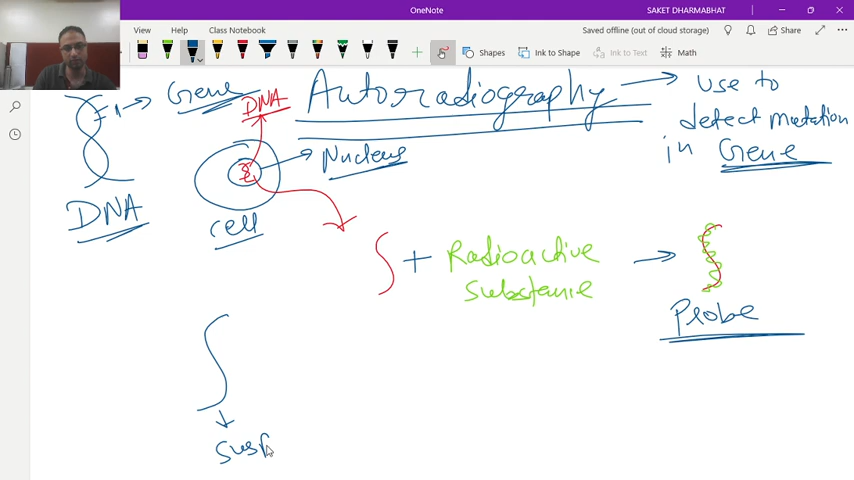 OneNote
SAKET DHARMABHAT
View Help Class Notebook
Saved offline (out of cloud storage)
Share
Shapes
Ink to Shape
Ink to Text
Math
Gene
DNA
Autoradiography
use to
detect mutation
in Gene
Nucleus
DNA
cell
+ Radioactive
substance
Probe
Susp